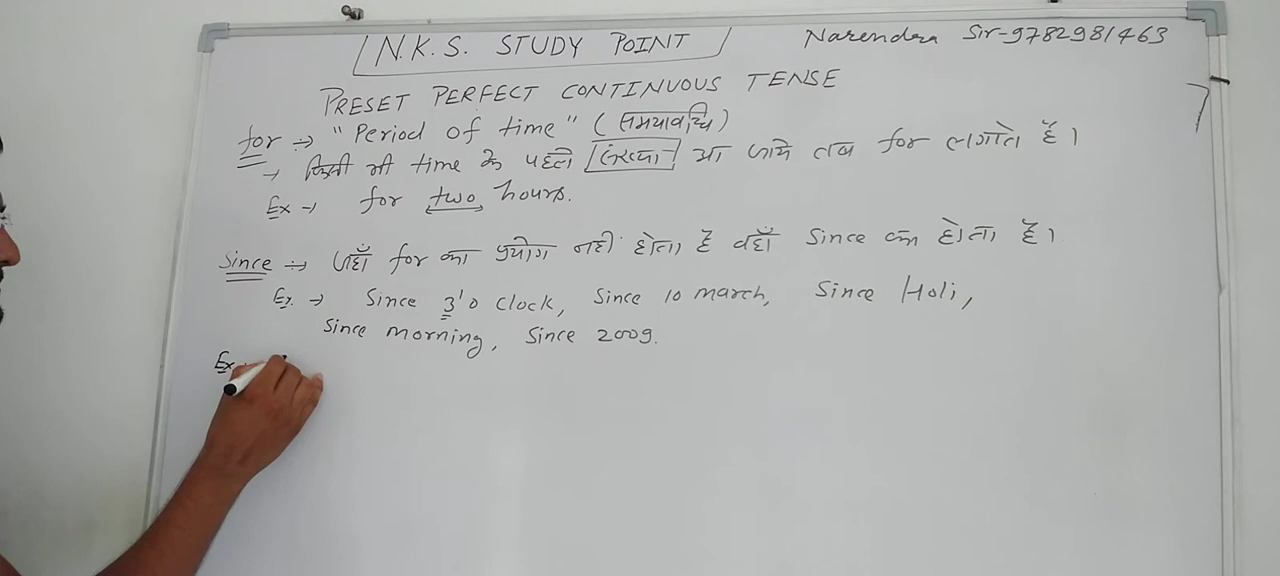 N.K.S. STUDY POINT
Narendra Sir-9782981463
PRESET PERFECT CONTINUOUS TENSE
for :→ "Period of time" (समयावधि)
→ किसी भी time के पहले संख्या आ जाये तब for लगाते हैं।
Ex → for two hours.
Since :→ जहाँ for का प्रयोग नही होता है वहाँ Since का होता है।
Ex. → Since 3'o clock, Since 10 march, Since Holi,
Since morning, Since 2009.
Ex